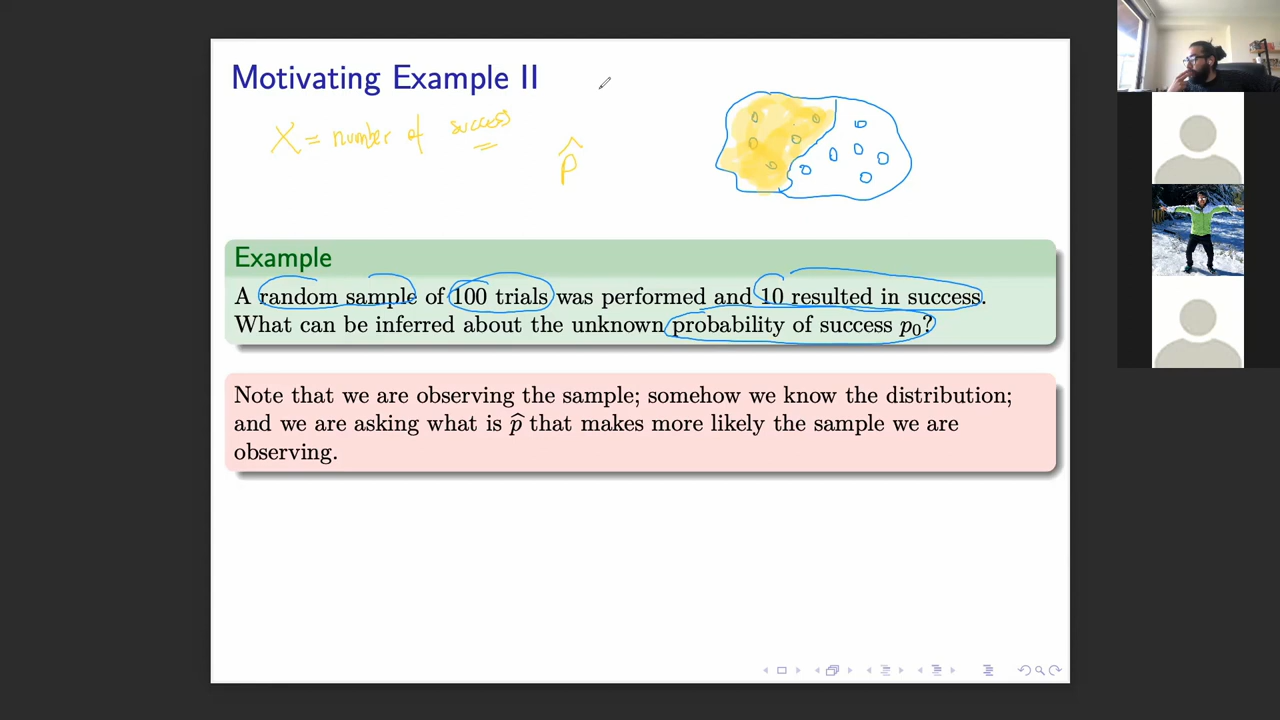 Motivating Example II
X = number of success
p̂
Example
A random sample of 100 trials was performed and 10 resulted in success.
What can be inferred about the unknown probability of success p₀?
Note that we are observing the sample; somehow we know the distribution;
and we are asking what is p̂ that makes more likely the sample we are
observing.